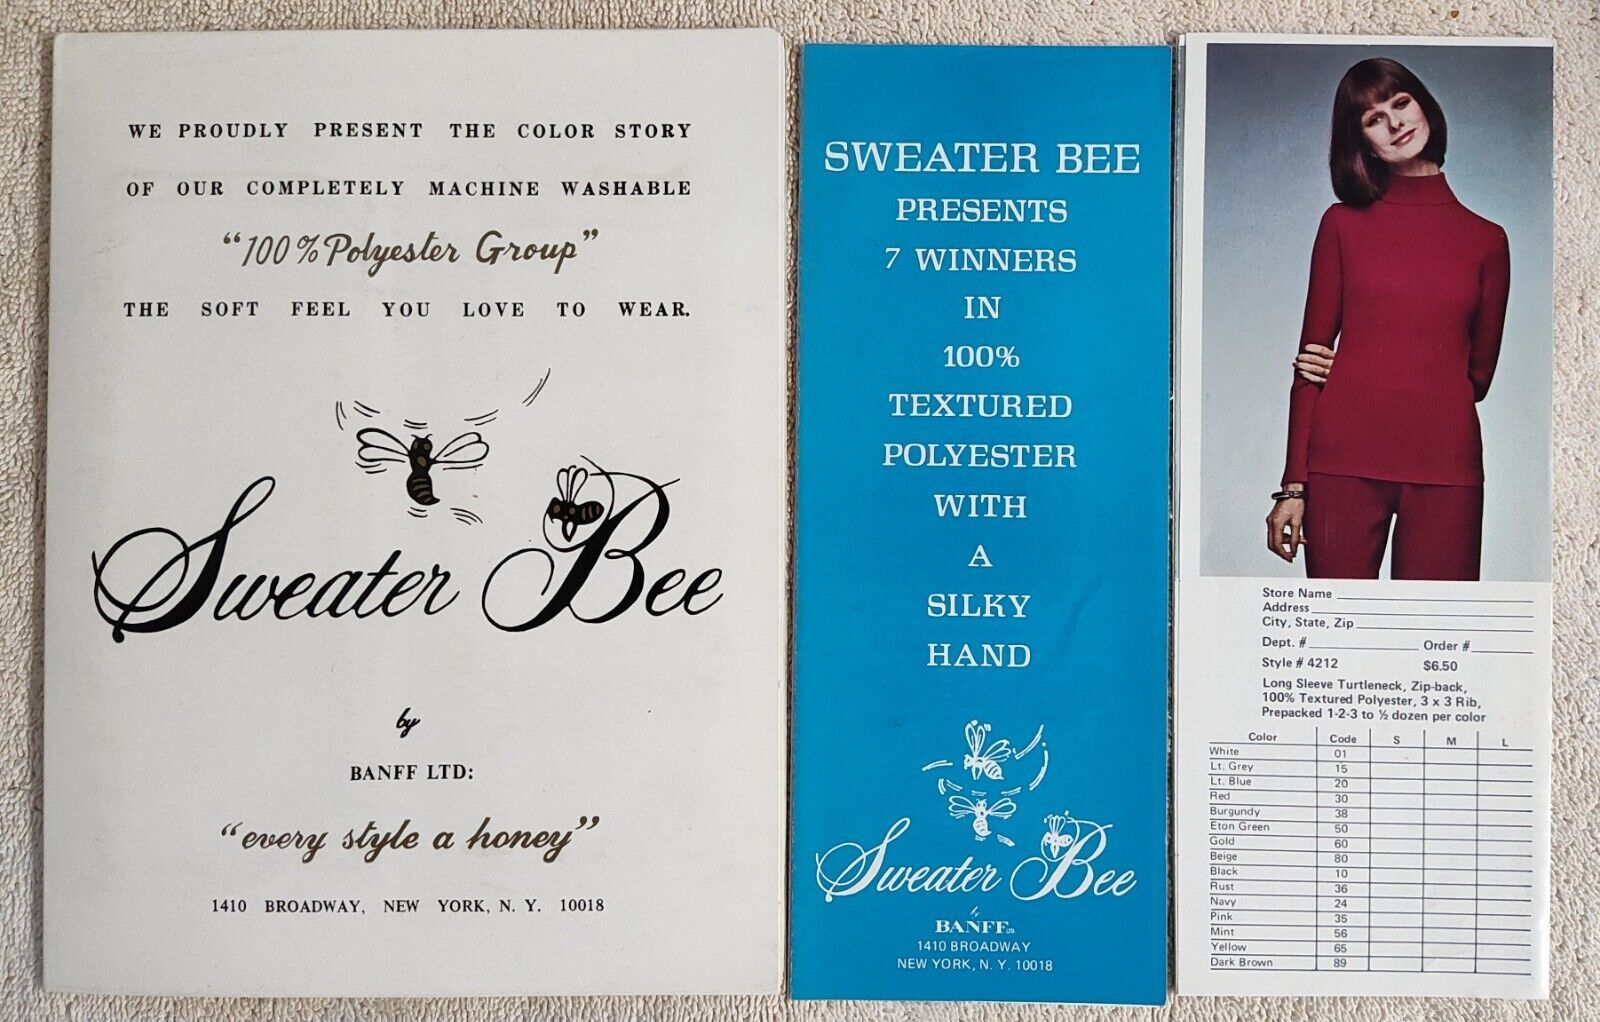 WE PROUDLY PRESENT THE COLOR STORY
OF OUR COMPLETELY MACHINE WASHABLE
"100% Polyester Group"
THE SOFT FEEL YOU LOVE TO WEAR.
Sweater Bee
by
BANFF LTD:
"every style a honey"
1410 BROADWAY, NEW YORK, N. Y. 10018
SWEATER BEE
PRESENTS
7 WINNERS
IN
100%
TEXTURED
POLYESTER
WITH
A
SILKY
HAND
Sweater Bee
by
BANFF LTD
1410 BROADWAY
NEW YORK, N. Y. 10018
Store Name
Address
City, State, Zip
Dept. # Order #
Style # 4212 $6.50
Long Sleeve Turtleneck, Zip-back,
100% Textured Polyester, 3 x 3 Rib,
Prepacked 1-2-3 to ½ dozen per color
Color Code S M L
White 01
Lt. Grey 15
Lt. Blue 20
Red 30
Burgundy 38
Eton Green 50
Gold 60
Beige 80
Black 10
Rust 36
Navy 24
Pink 35
Mint 56
Yellow 65
Dark Brown 89